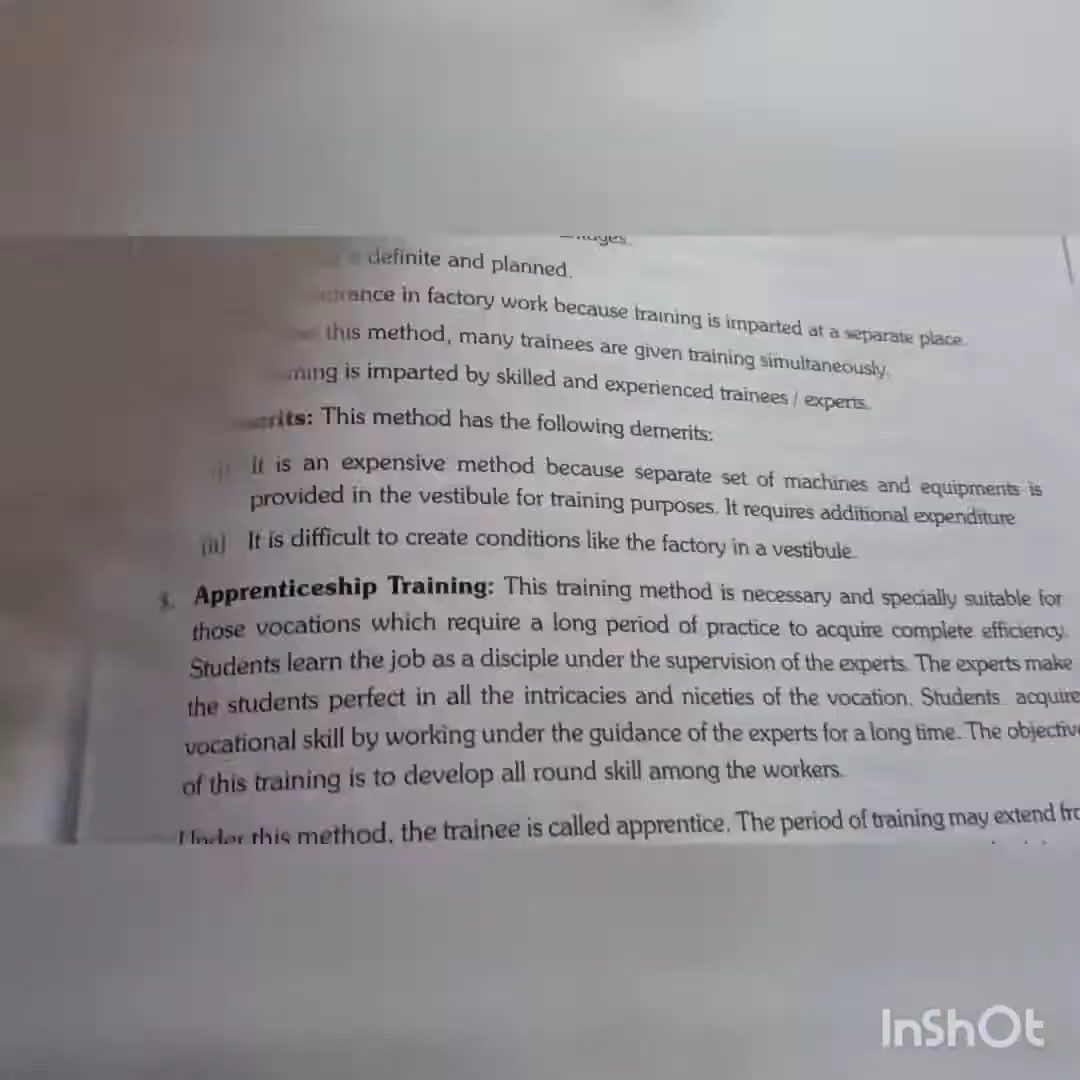 definite and planned.
in factory work because training is imparted at a separate place.
this method, many trainees are given training simultaneously.
is imparted by skilled and experienced trainees / experts.
This method has the following demerits:
It is an expensive method because separate set of machines and equipments is
provided in the vestibule for training purposes. It requires additional expenditure
(ii) It is difficult to create conditions like the factory in a vestibule.
3. Apprenticeship Training: This training method is necessary and specially suitable for
those vocations which require a long period of practice to acquire complete efficiency.
Students learn the job as a disciple under the supervision of the experts. The experts make
the students perfect in all the intricacies and niceties of the vocation. Students acquire
vocational skill by working under the guidance of the experts for a long time. The objective
of this training is to develop all round skill among the workers.
Under this method, the trainee is called apprentice. The period of training may extend
InShOt